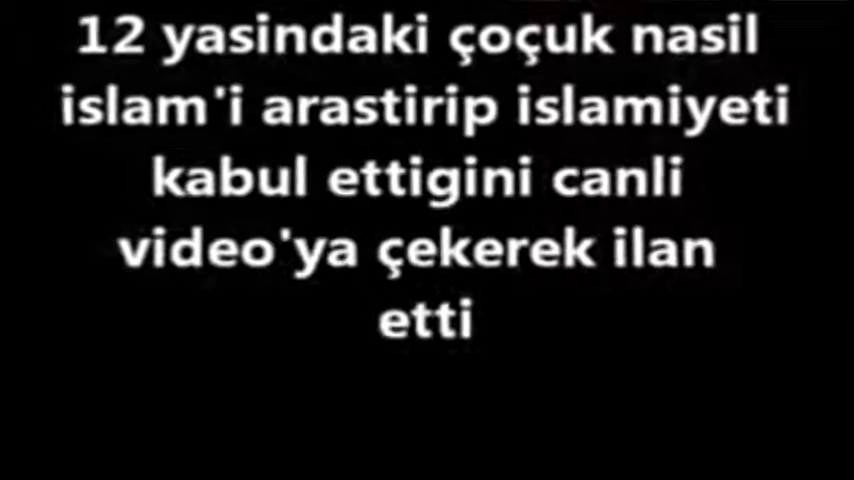 12 yasindaki çoçuk nasil
islam'i arastirip islamiyeti
kabul ettigini canli
video'ya çekerek ilan
etti